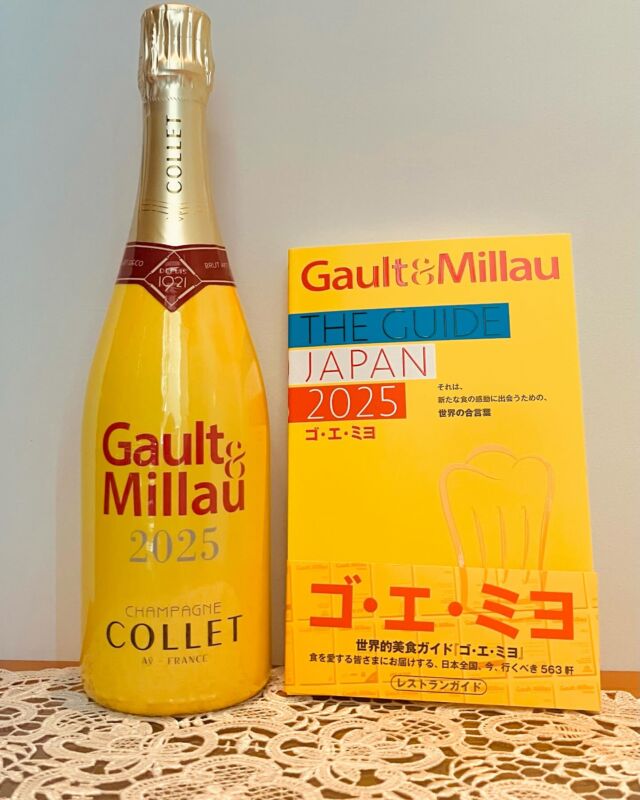 COLLET
DEPUIS
1921
Gault&
Millau
2025
CHAMPAGNE
COLLET
AŸ - FRANCE
Gault&Millau
THE GUIDE
JAPAN
2025
ゴ・エ・ミヨ
それは、
新たな食の感動に出会うための、
世界の合言葉
ゴ・エ・ミヨ
世界的美食ガイド「ゴ・エ・ミヨ」
食を愛する皆さまにお届けする、日本全国、今、行くべき563軒
レストランガイド